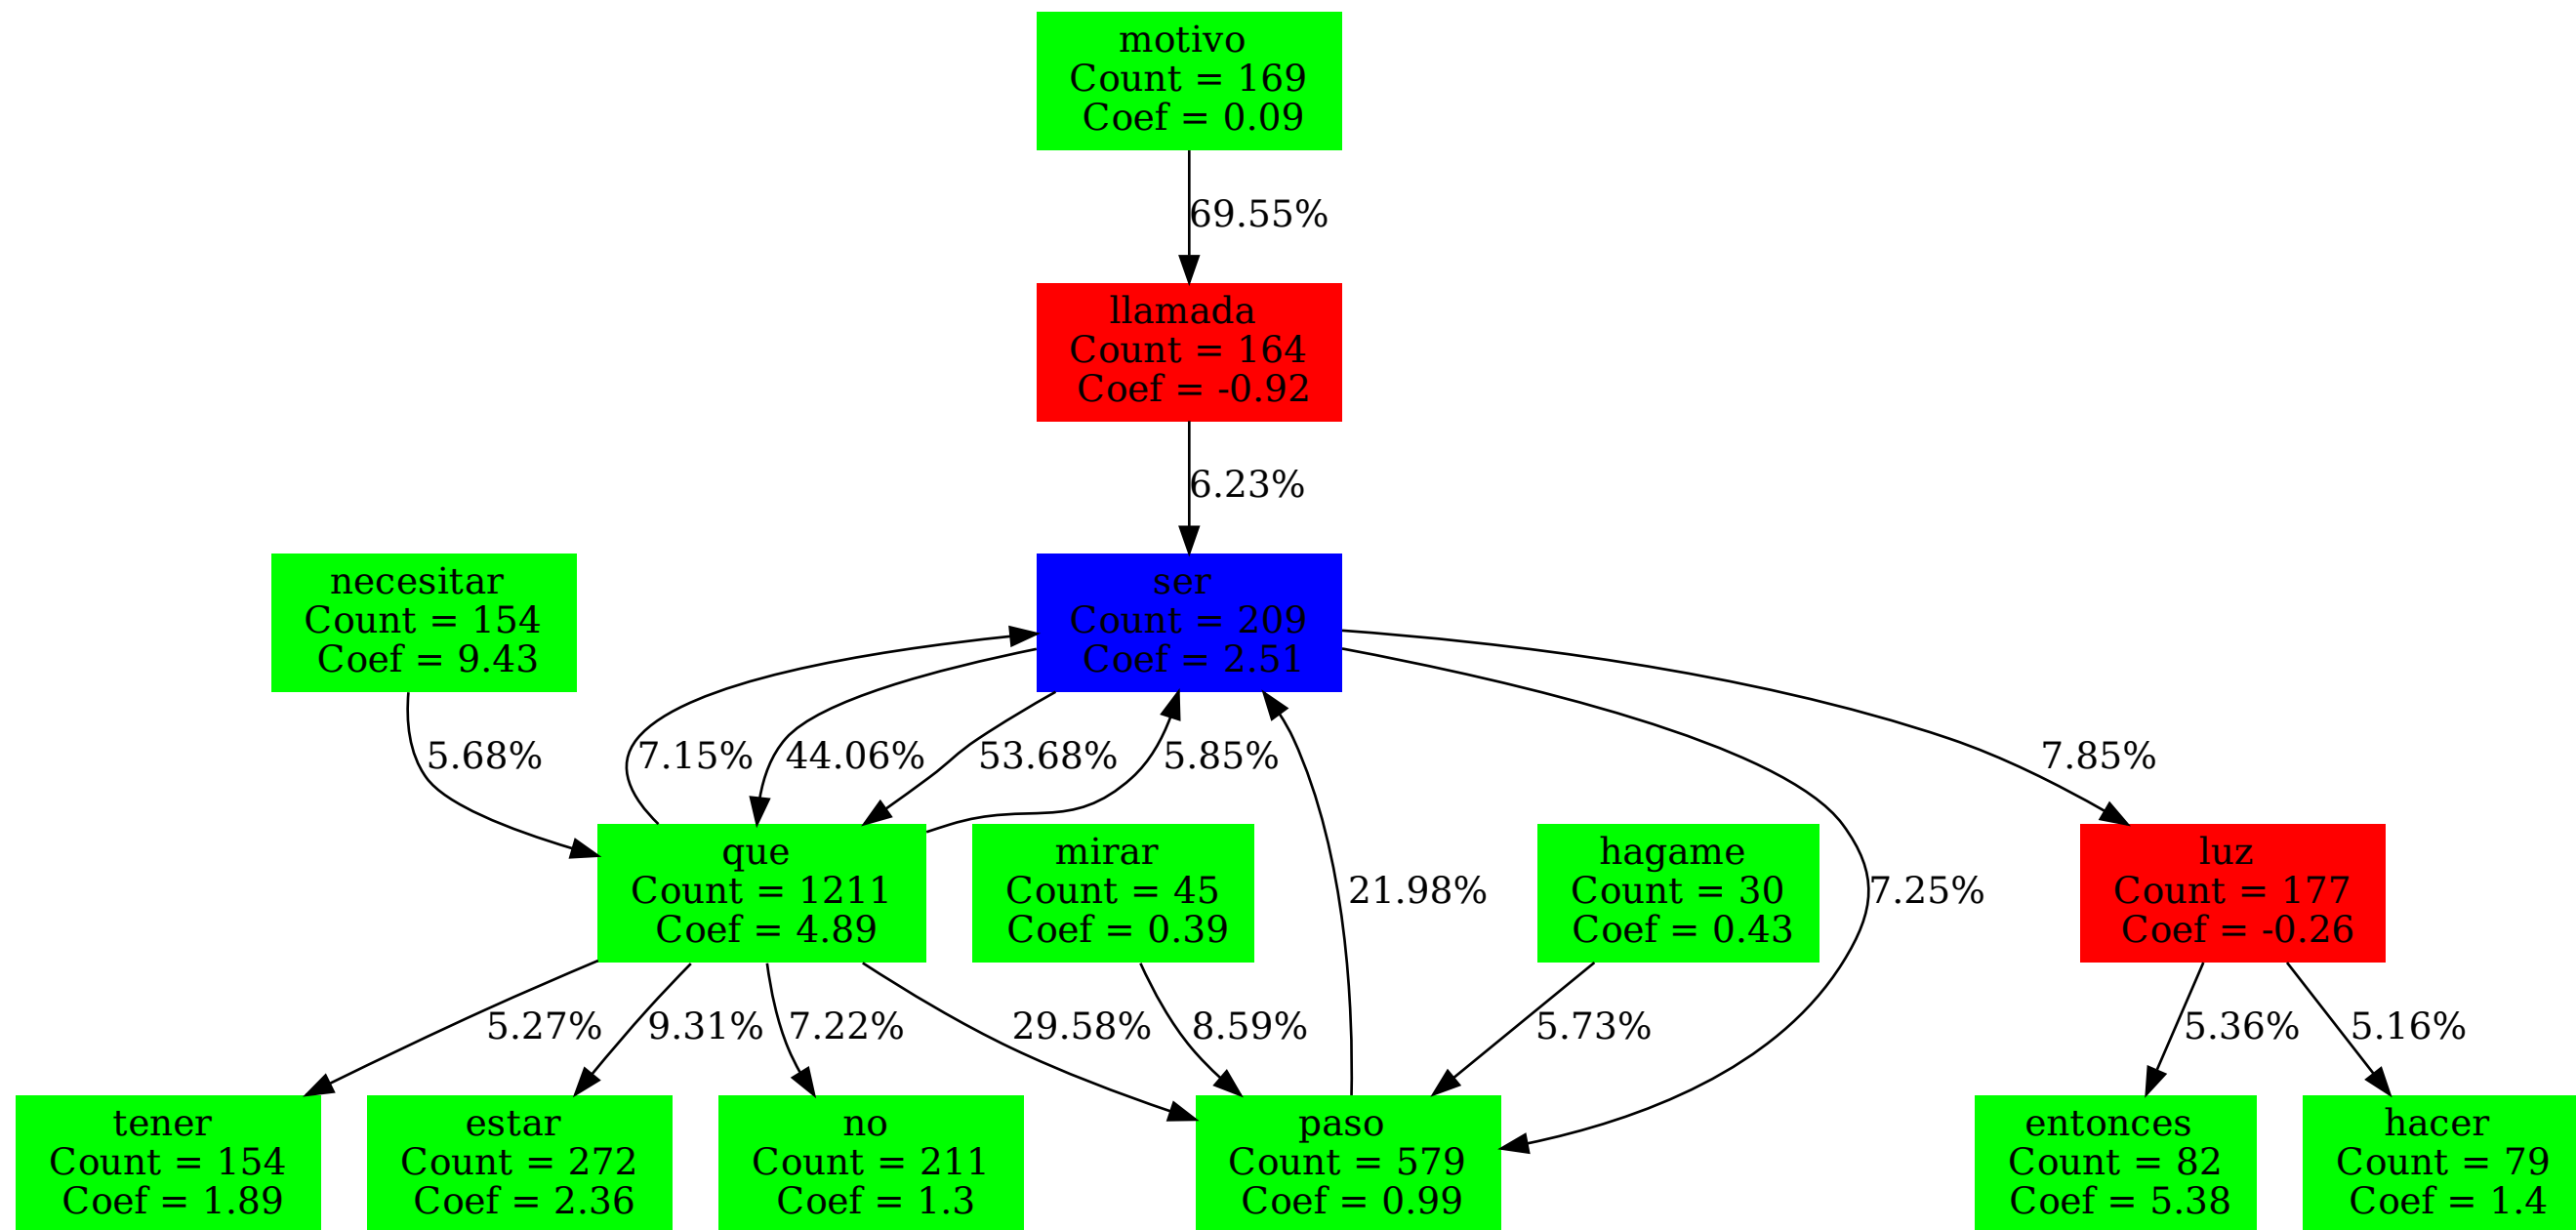 motivo
Count = 169
Coef = 0.09
69.55%
llamada
Count = 164
Coef = -0.92
6.23%
necesitar
Count = 154
Coef = 9.43
ser
Count = 209
Coef = 2.51
5.68%
7.15%
44.06%
53.68%
5.85%
7.85%
que
Count = 1211
Coef = 4.89
mirar
Count = 45
Coef = 0.39
21.98%
hagame
Count = 30
Coef = 0.43
7.25%
luz
Count = 177
Coef = -0.26
5.27%
9.31%
7.22%
29.58%
8.59%
5.73%
5.36%
5.16%
tener
Count = 154
Coef = 1.89
estar
Count = 272
Coef = 2.36
no
Count = 211
Coef = 1.3
paso
Count = 579
Coef = 0.99
entonces
Count = 82
Coef = 5.38
hacer
Count = 79
Coef = 1.4